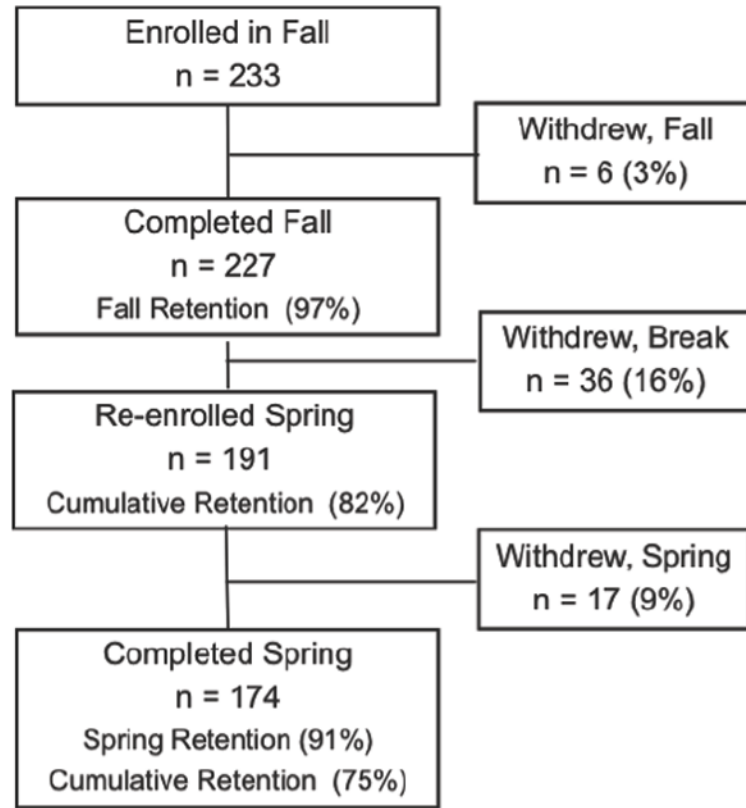 Enrolled in Fall
n = 233
Withdrew, Fall
n = 6 (3%)
Completed Fall
n = 227
Fall Retention (97%)
Withdrew, Break
n = 36 (16%)
Re-enrolled Spring
n = 191
Cumulative Retention (82%)
Withdrew, Spring
n = 17 (9%)
Completed Spring
n = 174
Spring Retention (91%)
Cumulative Retention (75%)